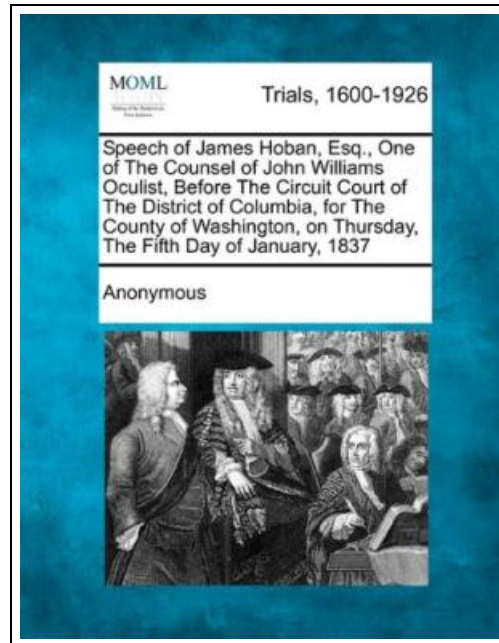 MOML
Trials, 1600-1926
Speech of James Hoban, Esq., One
of The Counsel of John Williams
Oculist, Before The Circuit Court of
The District of Columbia, for The
County of Washington, on Thursday,
The Fifth Day of January, 1837
Anonymous